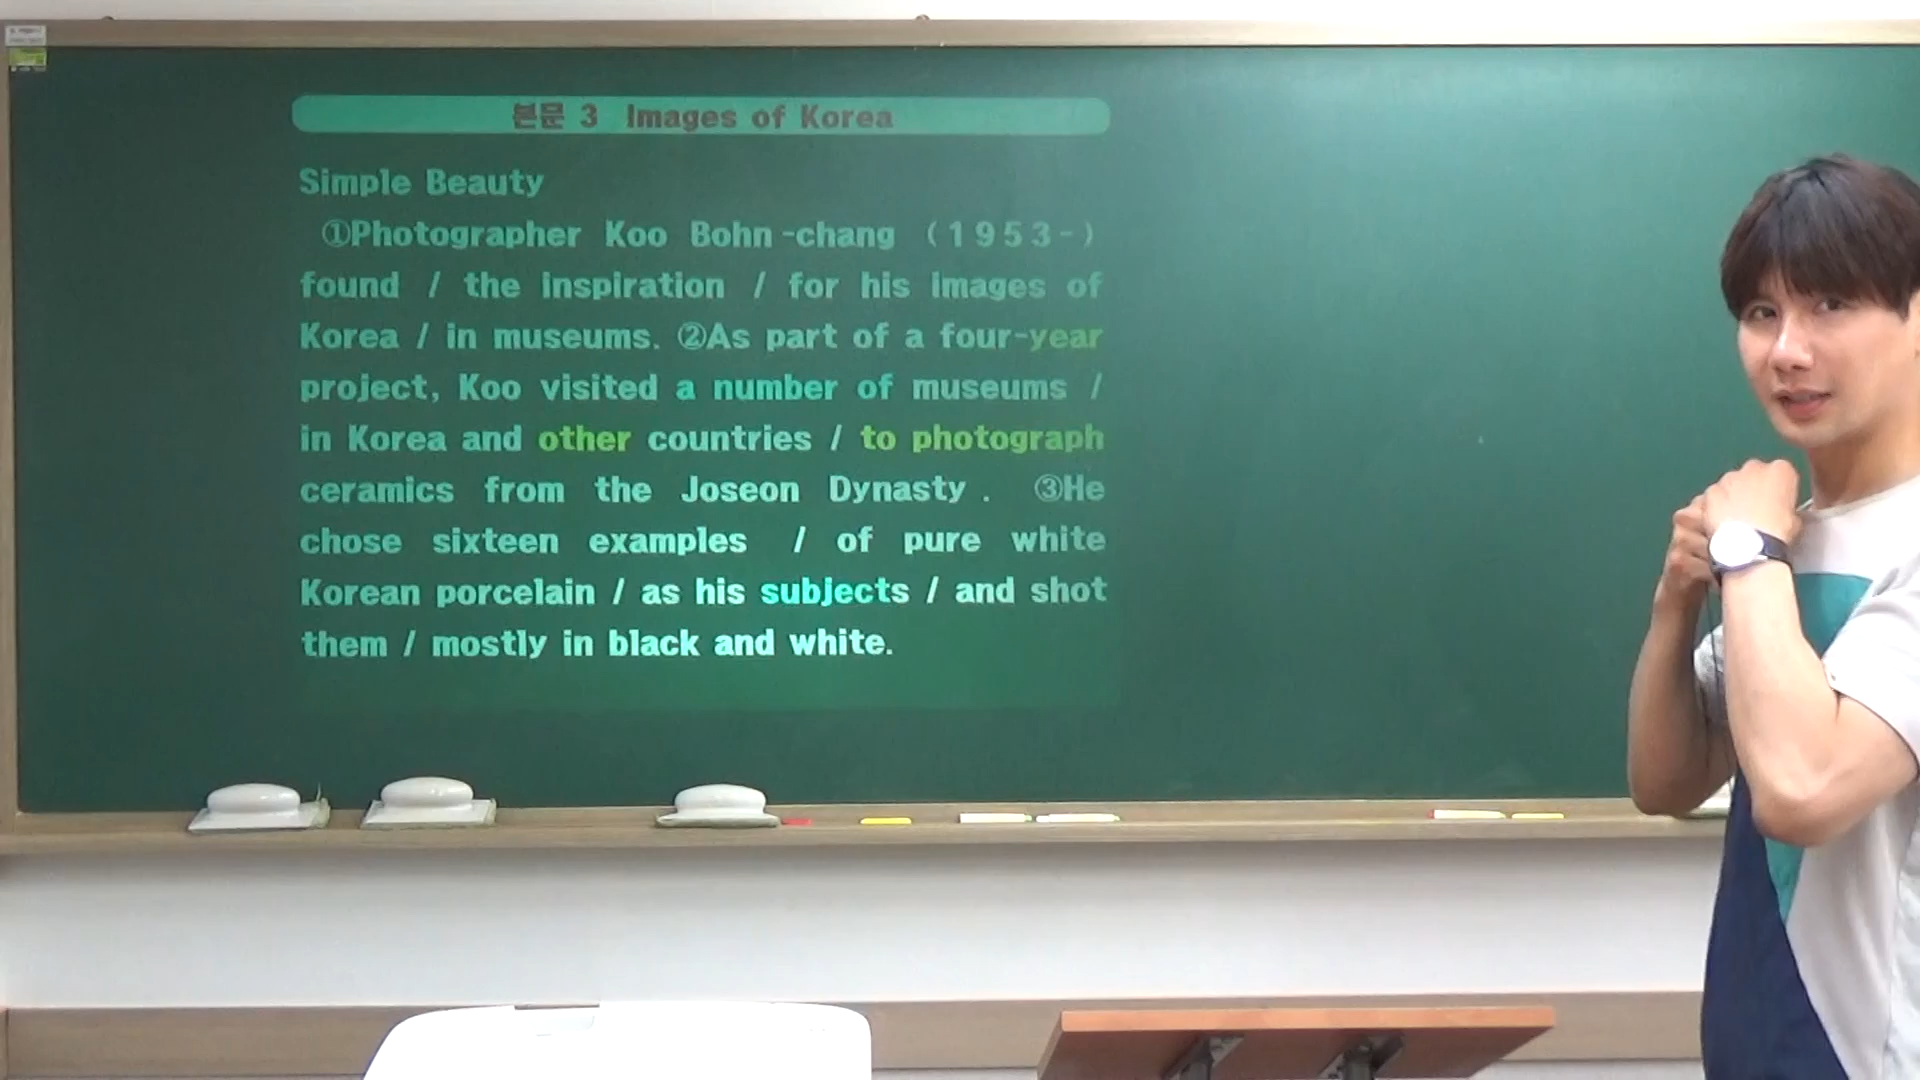 본문 3 Images of Korea
Simple Beauty
①Photographer Koo Bohn-chang (1953-)
found / the inspiration / for his images of
Korea / in museums. ②As part of a four-year
project, Koo visited a number of museums /
in Korea and other countries / to photograph
ceramics from the Joseon Dynasty. ③He
chose sixteen examples / of pure white
Korean porcelain / as his subjects / and shot
them / mostly in black and white.